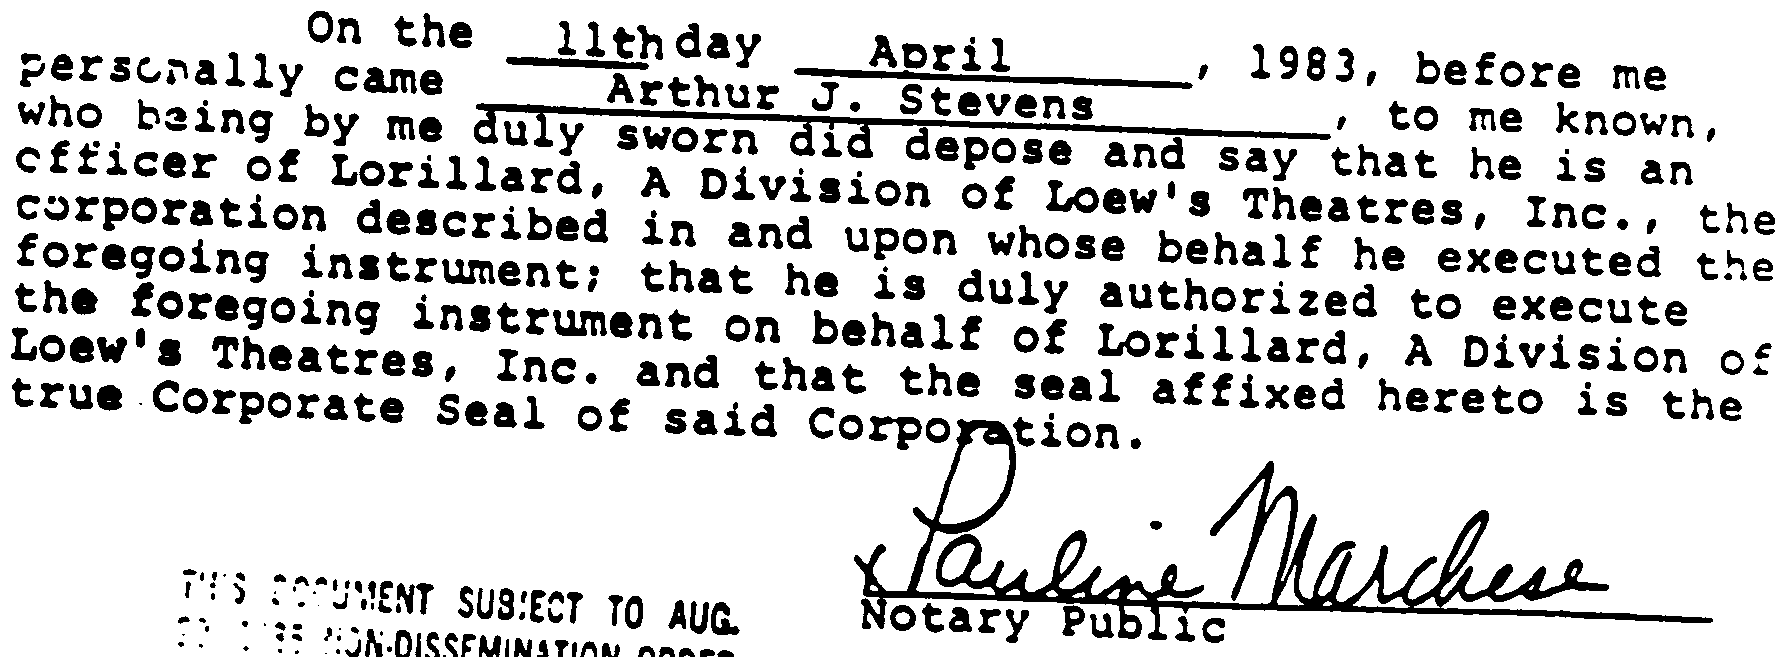 On the 11th day April, 1983, before me
personally came Arthur J. Stevens, to me known,
who being by me duly sworn did depose and say that he is an
officer of Lorillard, A Division of Loew's Theatres, Inc., the
corporation described in and upon whose behalf he executed the
foregoing instrument; that he is duly authorized to execute
the foregoing instrument on behalf of Lorillard, A Division of
Loew's Theatres, Inc. and that the seal affixed hereto is the
true Corporate Seal of said Corporation.
x Pauline Marchese
Notary Public
THIS DOCUMENT SUBJECT TO AUG.
NON-DISSEMINATION ORDER